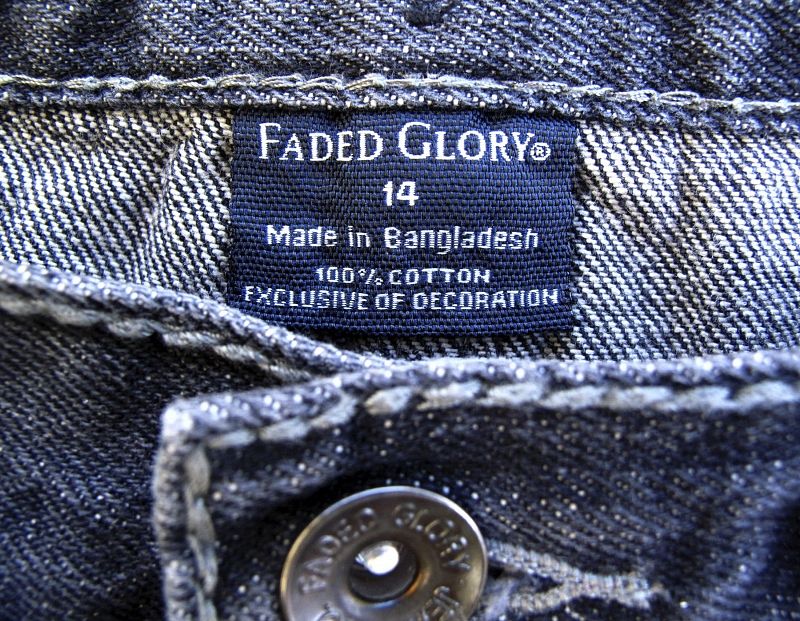 FADED GLORY®
14
Made in Bangladesh
100% COTTON
EXCLUSIVE OF DECORATION
FADED GLORY